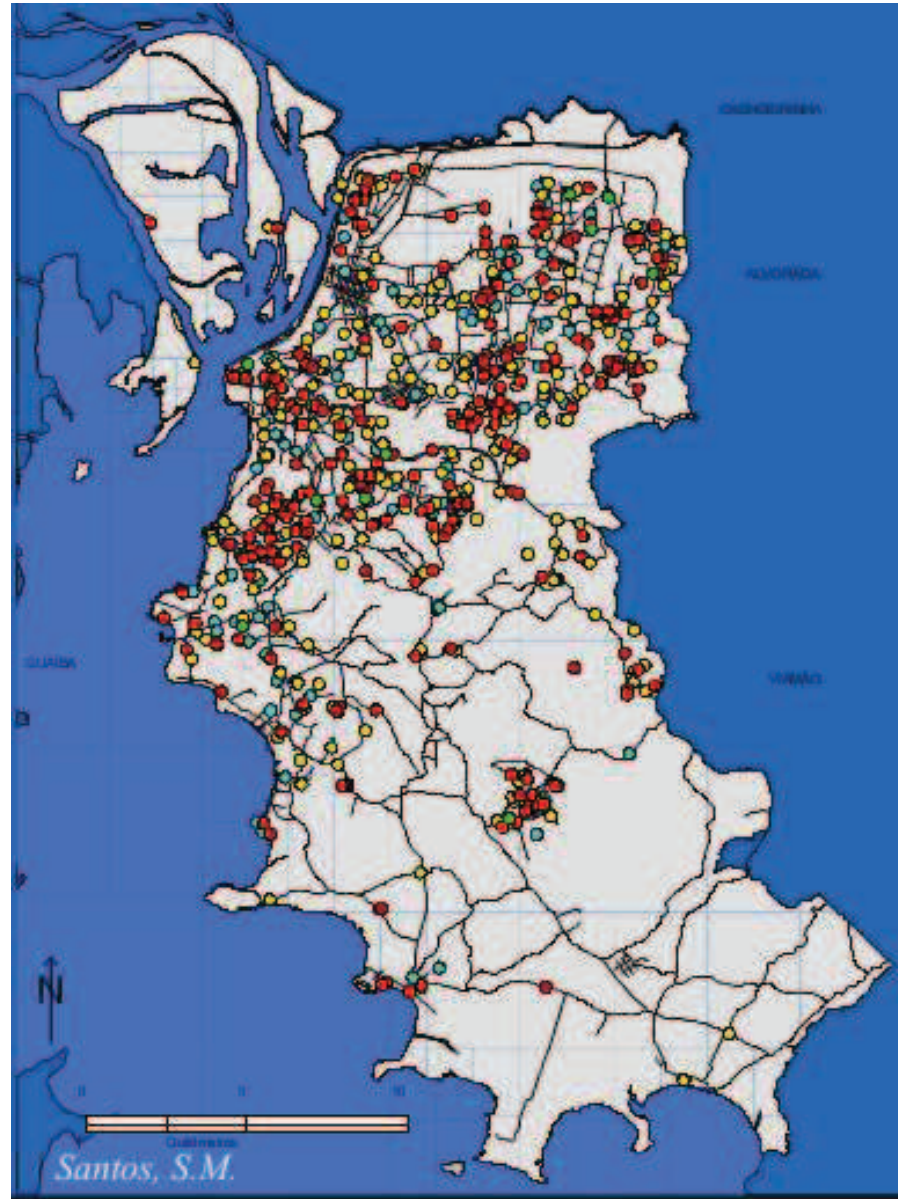 CACHOEIRINHA
ALVORADA
GUAIBA
VIAMÃO
N
0 5 10
Quilômetros
Santos, S.M.